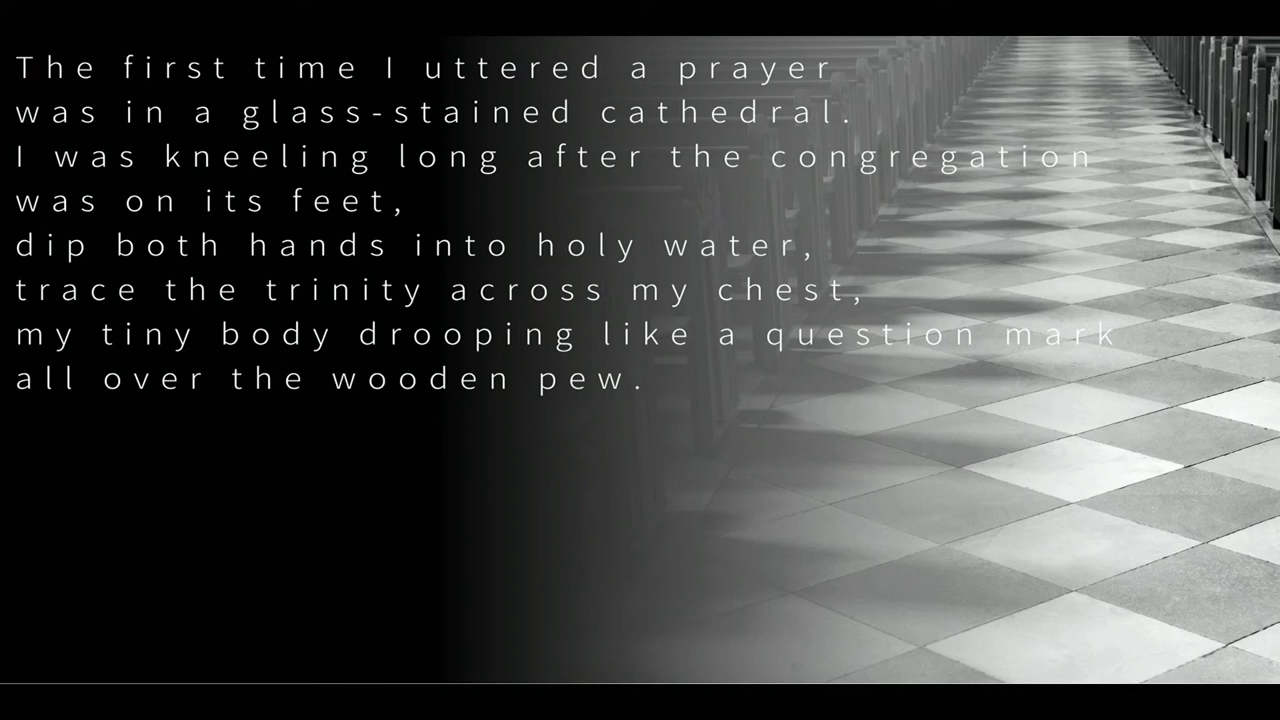 The first time I uttered a prayer
was in a glass-stained cathedral.
I was kneeling long after the congregation
was on its feet,
dip both hands into holy water,
trace the trinity across my chest,
my tiny body drooping like a question mark
all over the wooden pew.